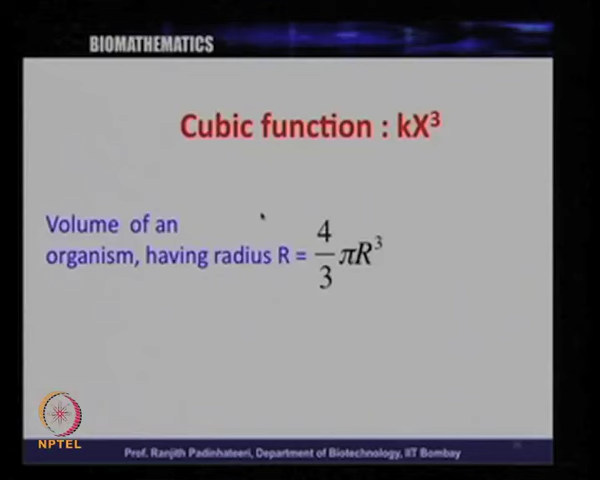 BIOMATHEMATICS
Cubic function : kX³
Volume of an
organism, having radius R = 4/3 πR³
NPTEL
Prof. Ranjith Padinhateeri, Department of Biotechnology, IIT Bombay